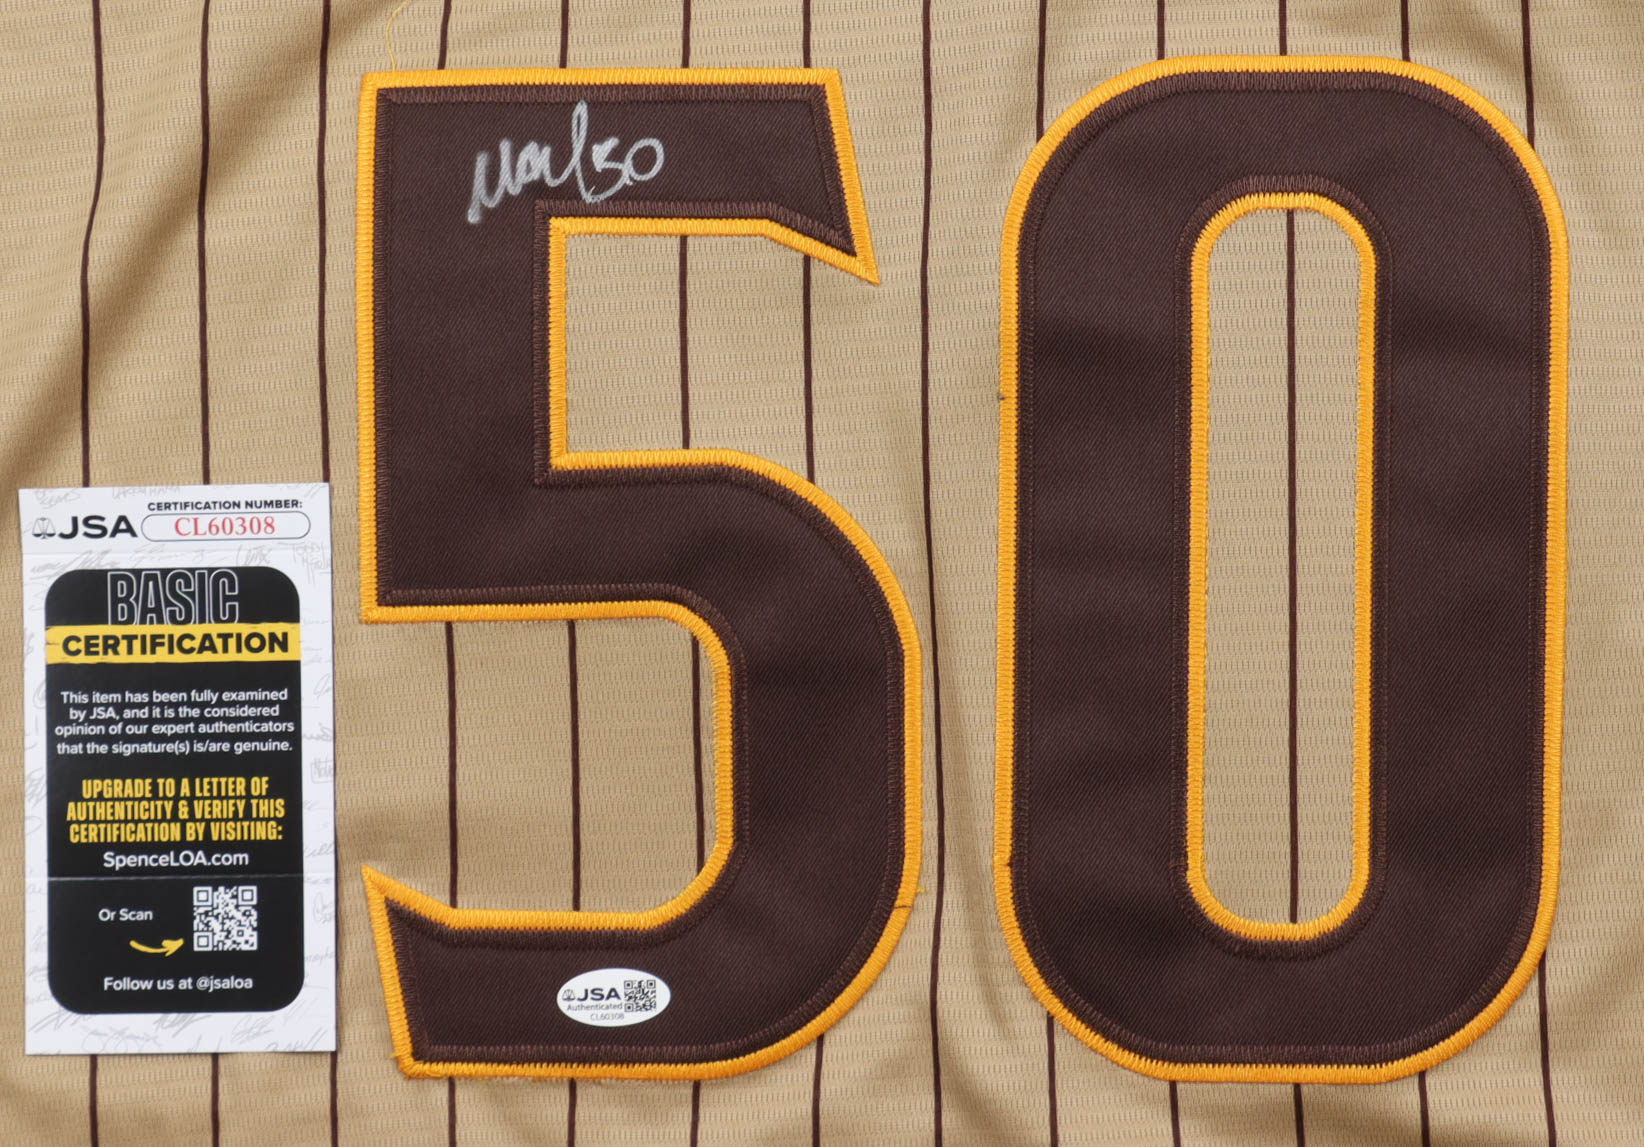 50
50
CERTIFICATION NUMBER:
JSA CL60308
BASIC
CERTIFICATION
This item has been fully examined
by JSA, and it is the considered
opinion of our expert authenticators
that the signature(s) is/are genuine.
UPGRADE TO A LETTER OF
AUTHENTICITY & VERIFY THIS
CERTIFICATION BY VISITING:
SpenceLOA.com
Or Scan
Follow us at @jsaloa
JSA
Authenticated
CL60308